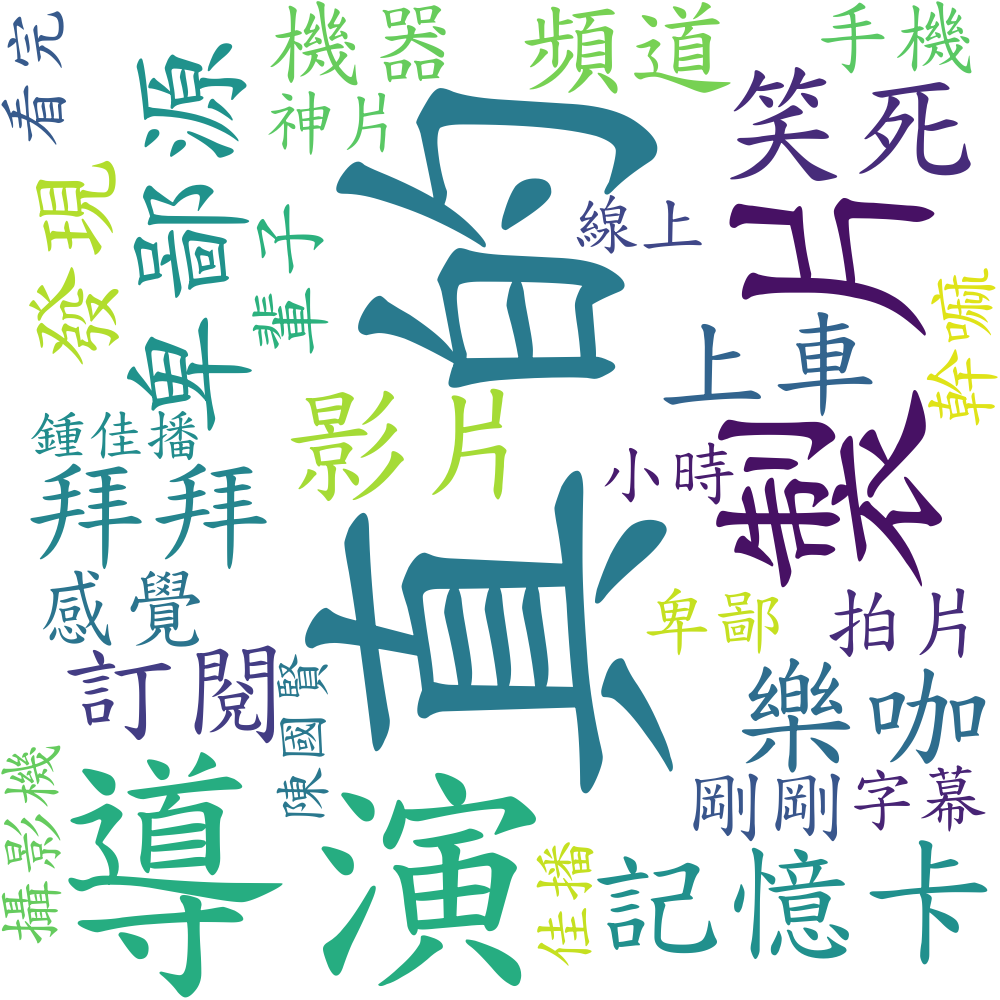 看完
機器
頻道
手機
神片
卑鄙源
笑死
真的
發現
輩子
線上
製片
幹嘛
上車
影片
鍾佳播
小時
拜拜
感覺
卑鄙
拍片
訂閱
陳國賢
樂咖
攝影機
導演
剛剛
字幕
佳播
記憶卡